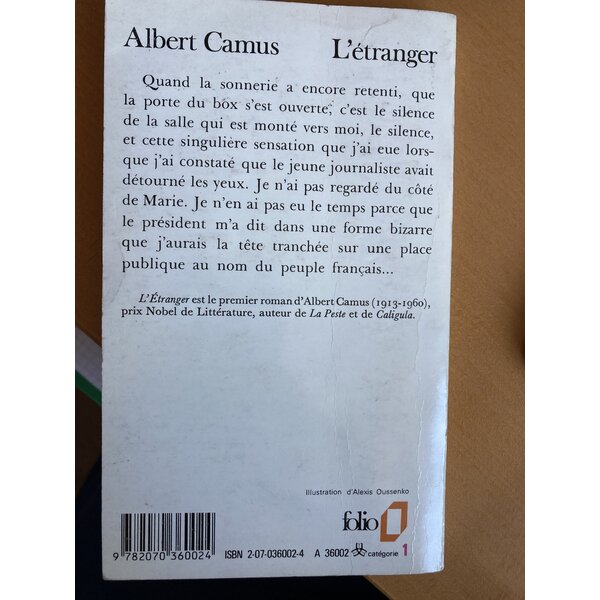 Albert Camus L'étranger
Quand la sonnerie a encore retenti, que
la porte du box s'est ouverte, c'est le silence
de la salle qui est monté vers moi, le silence,
et cette singulière sensation que j'ai eue lors-
que j'ai constaté que le jeune journaliste avait
détourné les yeux. Je n'ai pas regardé du côté
de Marie. Je n'en ai pas eu le temps parce que
le président m'a dit dans une forme bizarre
que j'aurais la tête tranchée sur une place
publique au nom du peuple français...
L'Étranger est le premier roman d'Albert Camus (1913-1960),
prix Nobel de Littérature, auteur de La Peste et de Caligula.
Illustration d'Alexis Oussenko
folio
9 782070 360024
ISBN 2-07-036002-4 A 36002 catégorie 1